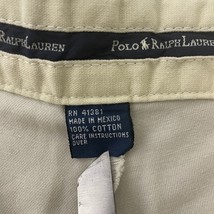 RALPH LAUREN
POLO RALPH LAUREN
RN 41381
MADE IN MEXICO
100% COTTON
CARE INSTRUCTIONS
OVER